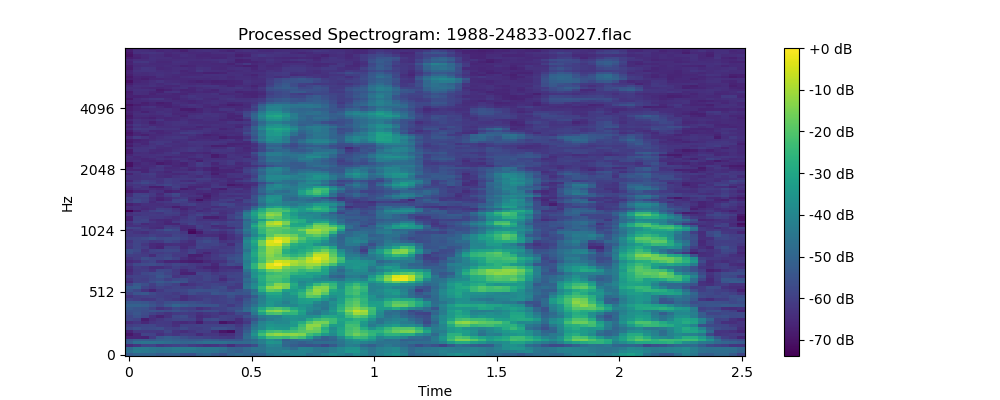 Processed Spectrogram: 1988-24833-0027.flac
+0 dB
-10 dB
-20 dB
-30 dB
-40 dB
-50 dB
-60 dB
-70 dB
Hz
4096
2048
1024
512
0
0
0.5
1
1.5
2
2.5
Time